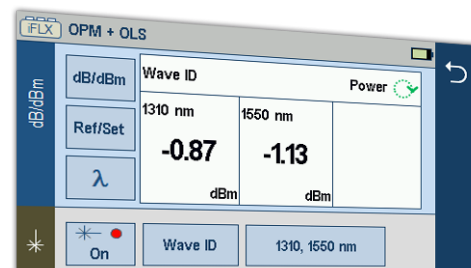 iFLX OPM + OLS
dB/dBm
dB/dBm
Wave ID
Power
Ref/Set
1310 nm
-0.87
dBm
1550 nm
-1.13
dBm
λ
On
Wave ID
1310, 1550 nm